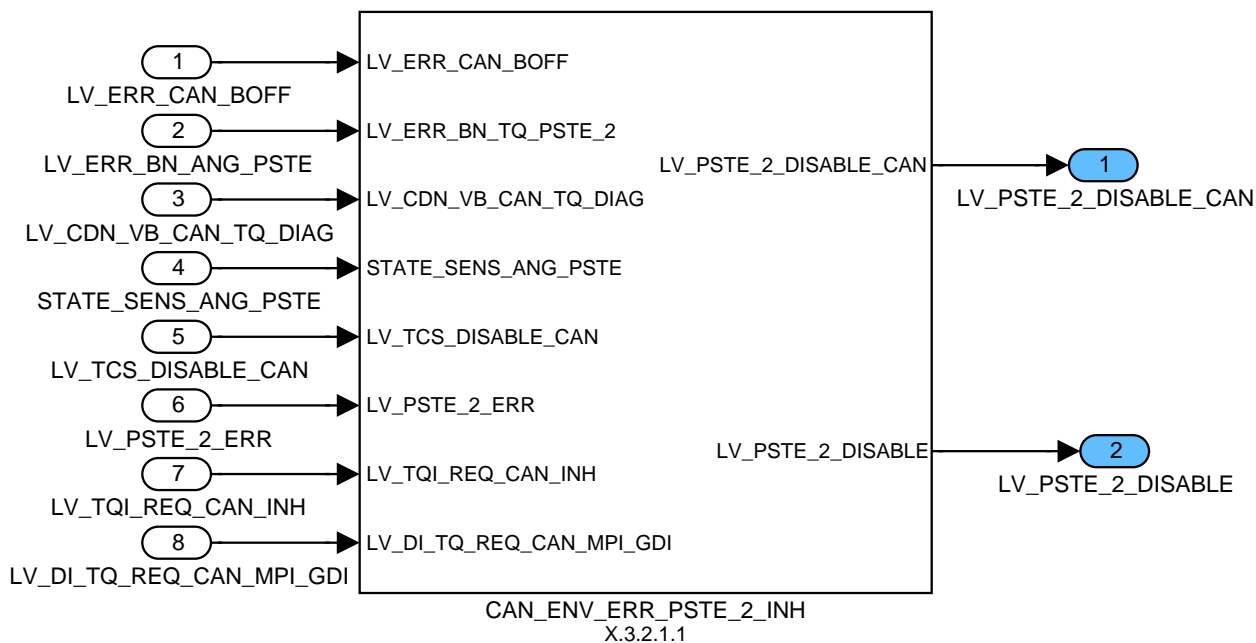 1
LV_ERR_CAN_BOFF
2
LV_ERR_BN_ANG_PSTE
3
LV_CDN_VB_CAN_TQ_DIAG
4
STATE_SENS_ANG_PSTE
5
LV_TCS_DISABLE_CAN
6
LV_PSTE_2_ERR
7
LV_TQI_REQ_CAN_INH
8
LV_DI_TQ_REQ_CAN_MPI_GDI
LV_ERR_CAN_BOFF
LV_ERR_BN_TQ_PSTE_2
LV_CDN_VB_CAN_TQ_DIAG
STATE_SENS_ANG_PSTE
LV_TCS_DISABLE_CAN
LV_PSTE_2_ERR
LV_TQI_REQ_CAN_INH
LV_DI_TQ_REQ_CAN_MPI_GDI
LV_PSTE_2_DISABLE_CAN
LV_PSTE_2_DISABLE
1
LV_PSTE_2_DISABLE_CAN
2
LV_PSTE_2_DISABLE
CAN_ENV_ERR_PSTE_2_INH
X.3.2.1.1